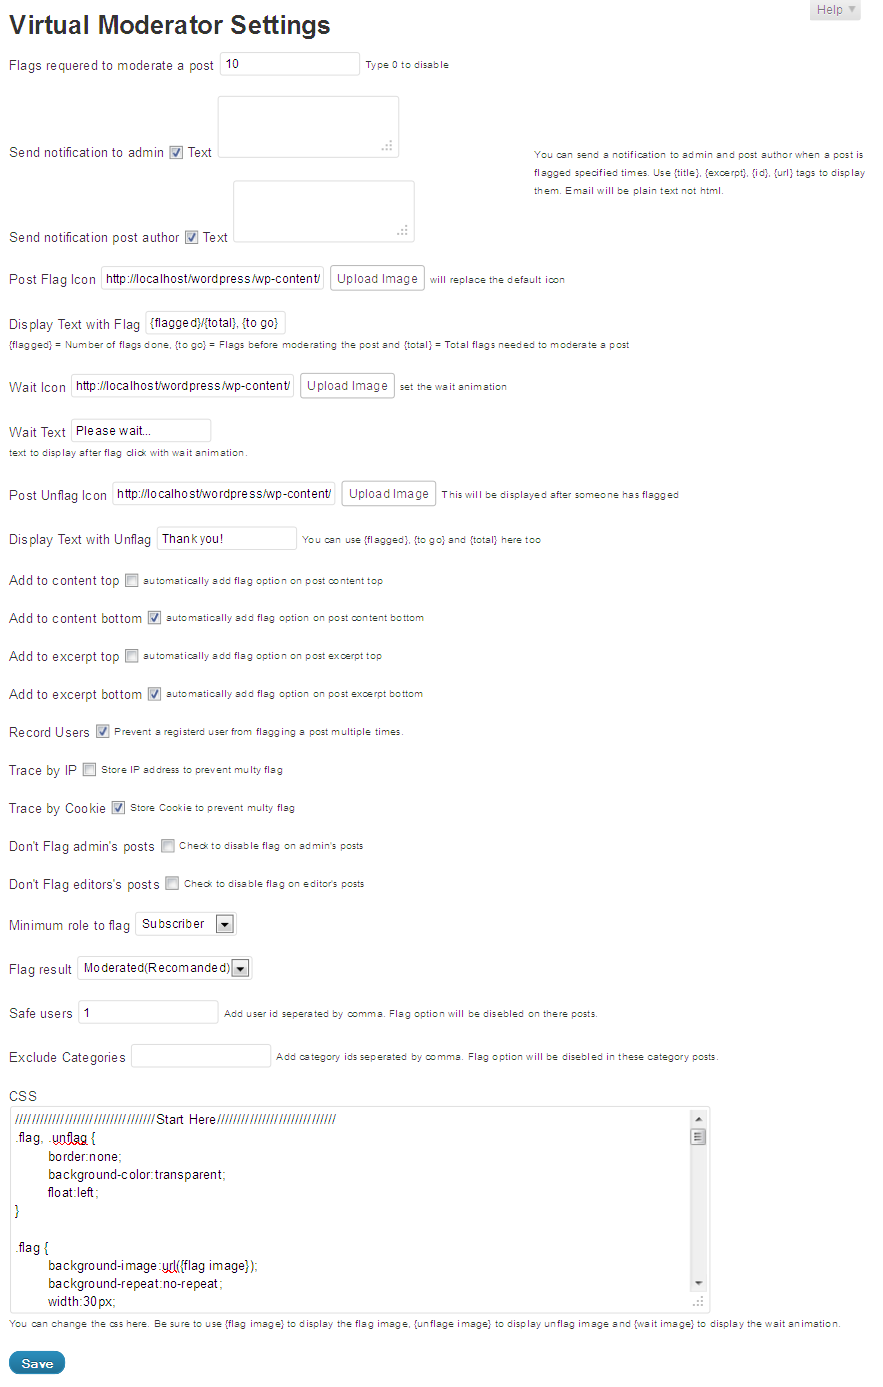 Help
Virtual Moderator Settings
Flags requered to moderate a post 10 Type 0 to disable
Send notification to admin Text
You can send a notification to admin and post author when a post is
flagged specified times. Use {title}, {excerpt}, {id}, {url} tags to display
them. Email will be plain text not html.
Send notification post author Text
Post Flag Icon http://localhost/wordpress/wp-content/ Upload Image will replace the default icon
Display Text with Flag {flagged}/{total}, {to go}
{flagged} = Number of flags done, {to go} = Flags before moderating the post and {total} = Total flags needed to moderate a post
Wait Icon http://localhost/wordpress/wp-content/ Upload Image set the wait animation
Wait Text Please wait...
text to display after flag click with wait animation.
Post Unflag Icon http://localhost/wordpress/wp-content/ Upload Image This will be displayed after someone has flagged
Display Text with Unflag Thank you! You can use {flagged}, {to go} and {total} here too
Add to content top automatically add flag option on post content top
Add to content bottom automatically add flag option on post content bottom
Add to excerpt top automatically add flag option on post excerpt top
Add to excerpt bottom automatically add flag option on post excerpt bottom
Record Users Prevent a registerd user from flagging a post multiple times.
Trace by IP Store IP address to prevent multy flag
Trace by Cookie Store Cookie to prevent multy flag
Don't Flag admin's posts Check to disable flag on admin's posts
Don't Flag editors's posts Check to disable flag on editor's posts
Minimum role to flag Subscriber
Flag result Moderated(Recomanded)
Safe users 1 Add user id seperated by comma. Flag option will be disebled on there posts.
Exclude Categories Add category ids seperated by comma. Flag option will be disebled in these category posts.
CSS
//////////////////////////////////Start Here/////////////////////////////
.flag, .unflag {
border:none;
background-color:transparent;
float:left;
}
.flag {
background-image:url({flag image});
background-repeat:no-repeat;
width:30px;
You can change the css here. Be sure to use {flag image} to display the flag image, {unflage image} to display unflag image and {wait image} to display the wait animation.
Save